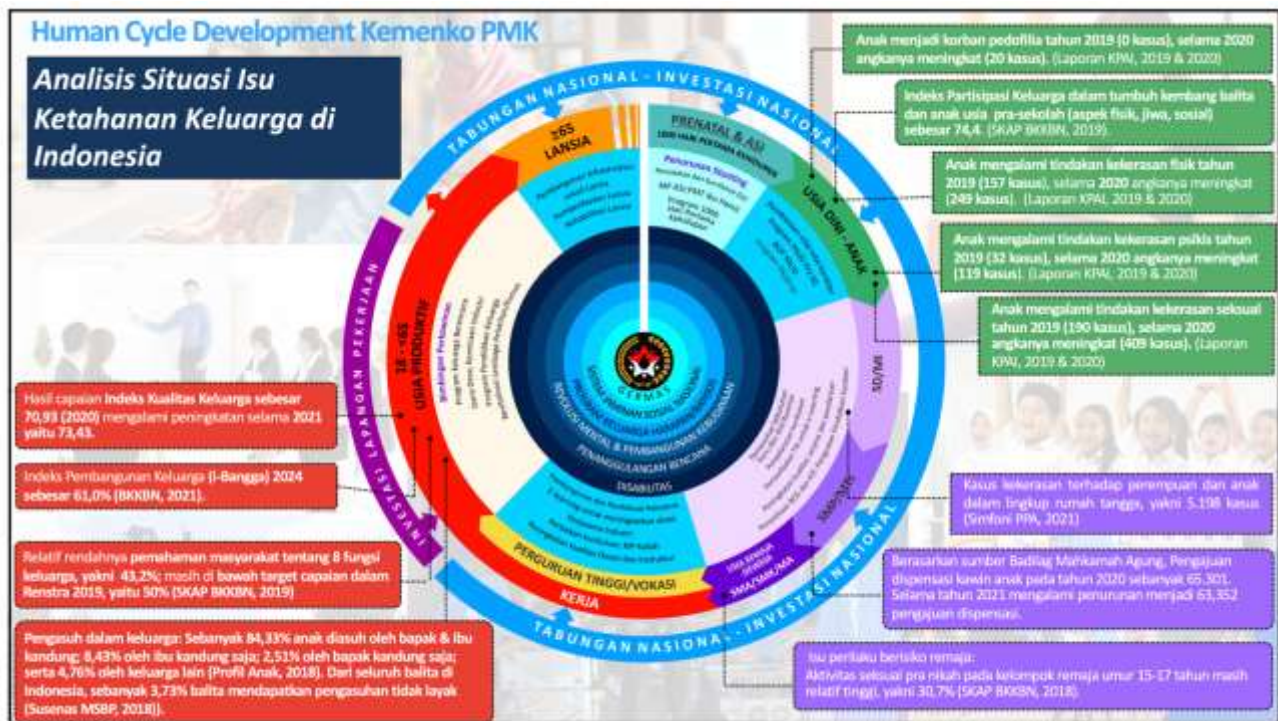 Human Cycle Development Kemenko PMK
Analisis Situasi Isu
Ketahanan Keluarga di
Indonesia
TABUNGAN NASIONAL - INVESTASI NASIONAL
≥65
LANSIA
PRENATAL & ASI
1000 HARI PERTAMA KEHIDUPAN
Penurunan Stunting
USIA DINI - ANAK
SD/MI
SMP/MTs
SMA/SMK/MA
PERGURUAN TINGGI/VOKASI
KERJA
18 - <65
USIA PRODUKTIF
Bimbingan Perkawinan
INVESTASI LAPANGAN PEKERJAAN
TABUNGAN NASIONAL - INVESTASI NASIONAL
GERMAS
REVOLUSI MENTAL & PEMBANGUNAN KEBUDAYAAN
PENANGGULANGAN BENCANA
DISABILITAS
Anak menjadi korban pedofilia tahun 2019 (0 kasus), selama 2020
angkanya meningkat (20 kasus). (Laporan KPAI, 2019 & 2020)
Indeks Partisipasi Keluarga dalam tumbuh kembang balita
dan anak usia pra-sekolah (aspek fisik, jiwa, sosial)
sebesar 74,4 (SKAP BKKBN, 2019).
Anak mengalami tindakan kekerasan fisik tahun
2019 (157 kasus), selama 2020 angkanya meningkat
(249 kasus). (Laporan KPAI, 2019 & 2020)
Anak mengalami tindakan kekerasan psikis tahun
2019 (32 kasus), selama 2020 angkanya meningkat
(119 kasus). (Laporan KPAI, 2019 & 2020)
Anak mengalami tindakan kekerasan seksual
tahun 2019 (190 kasus), selama 2020
angkanya meningkat (409 kasus). (Laporan
KPAI, 2019 & 2020)
Hasil capaian Indeks Kualitas Keluarga sebesar
70,93 (2020) mengalami peningkatan selama 2021
yaitu 73,43.
Indeks Pembangunan Keluarga (I-Bangga) 2024
sebesar 61,0% (BKKBN, 2021).
Relatif rendahnya pemahaman masyarakat tentang 8 fungsi
keluarga, yakni 43,2%; masih di bawah target capaian dalam
Renstra 2019, yaitu 50% (SKAP BKKBN, 2019)
Pengasuh dalam keluarga: Sebanyak 84,33% anak diasuh oleh bapak & ibu
kandung; 8,43% oleh ibu kandung saja; 2,51% oleh bapak kandung saja;
serta 4,76% oleh keluarga lain (Profil Anak, 2018). Dari seluruh balita di
Indonesia, sebanyak 3,73% balita mendapatkan pengasuhan tidak layak
(Susenas MSBP, 2018)).
Kasus kekerasan terhadap perempuan dan anak
dalam lingkup rumah tangga, yakni 5.198 kasus
(Simfoni PPA, 2021)
Berasarkan sumber Badilag Mahkamah Agung, Pengajuan
dispensasi kawin anak pada tahun 2020 sebanyak 65.301.
Selama tahun 2021 mengalami penurunan menjadi 63,352
pengajuan dispensasi.
Isu perilaku berisiko remaja:
Aktivitas seksual pra nikah pada kelompok remaja umur 15-17 tahun masih
relatif tinggi, yakni 30,7% (SKAP BKKBN, 2018).